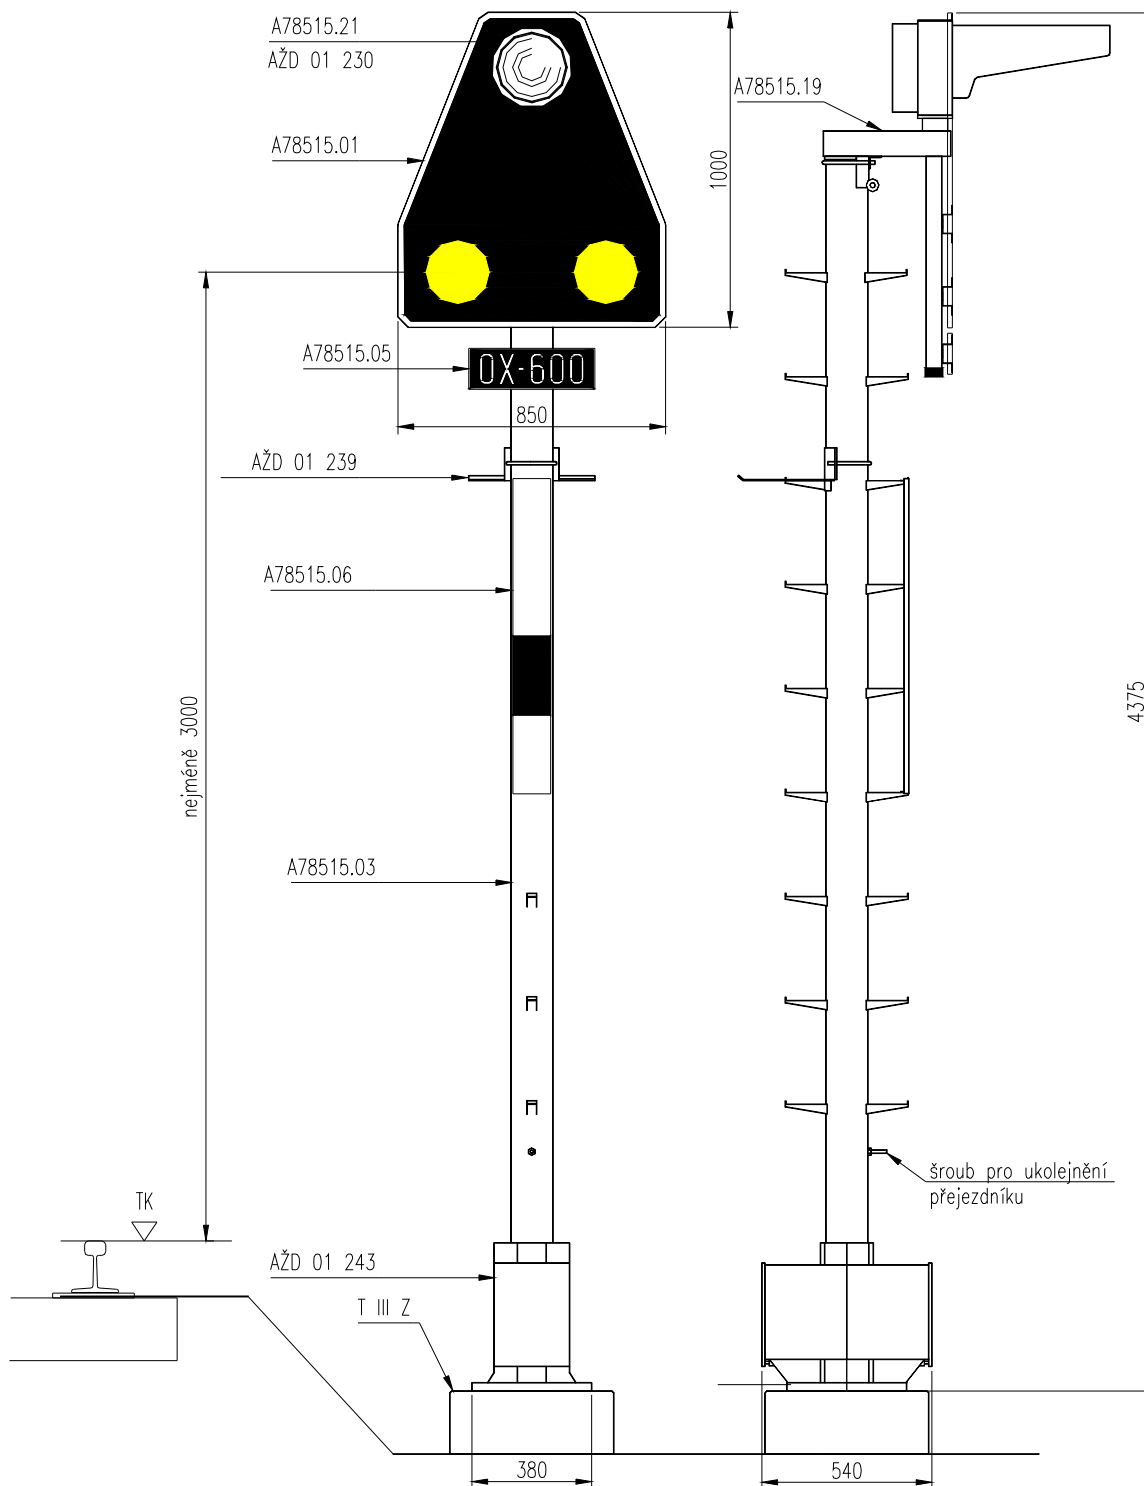 A78515.21
AŽD 01 230
A78515.19
A78515.01
1000
A78515.05
OX-600
850
AŽD 01 239
A78515.06
nejméně 3000
4375
A78515.03
šroub pro ukolejnění
přejezdníku
TK
AŽD 01 243
T III Z
380
540